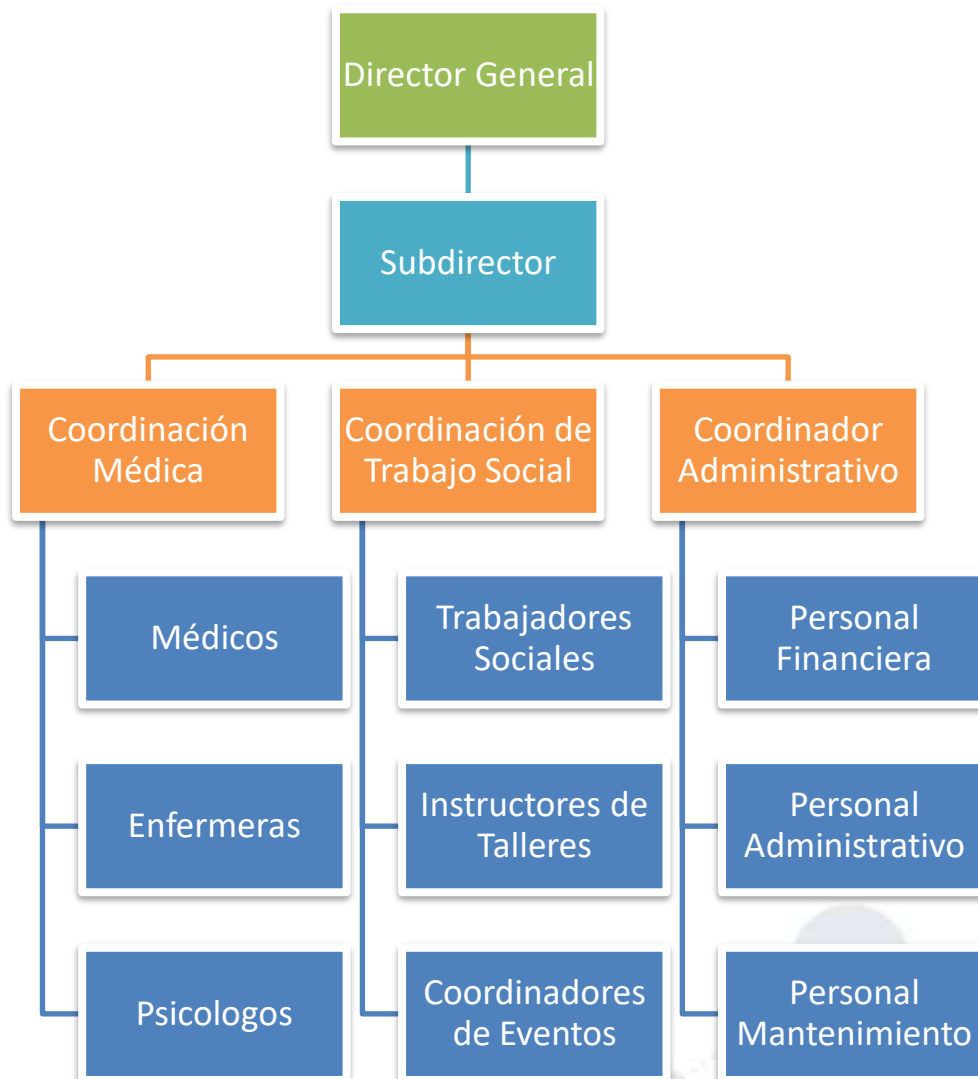 Director General
Subdirector
Coordinación
Médica
Coordinación de
Trabajo Social
Coordinador
Administrativo
Médicos
Trabajadores
Sociales
Personal
Financiera
Enfermeras
Instructores de
Talleres
Personal
Administrativo
Psicologos
Coordinadores
de Eventos
Personal
Mantenimiento